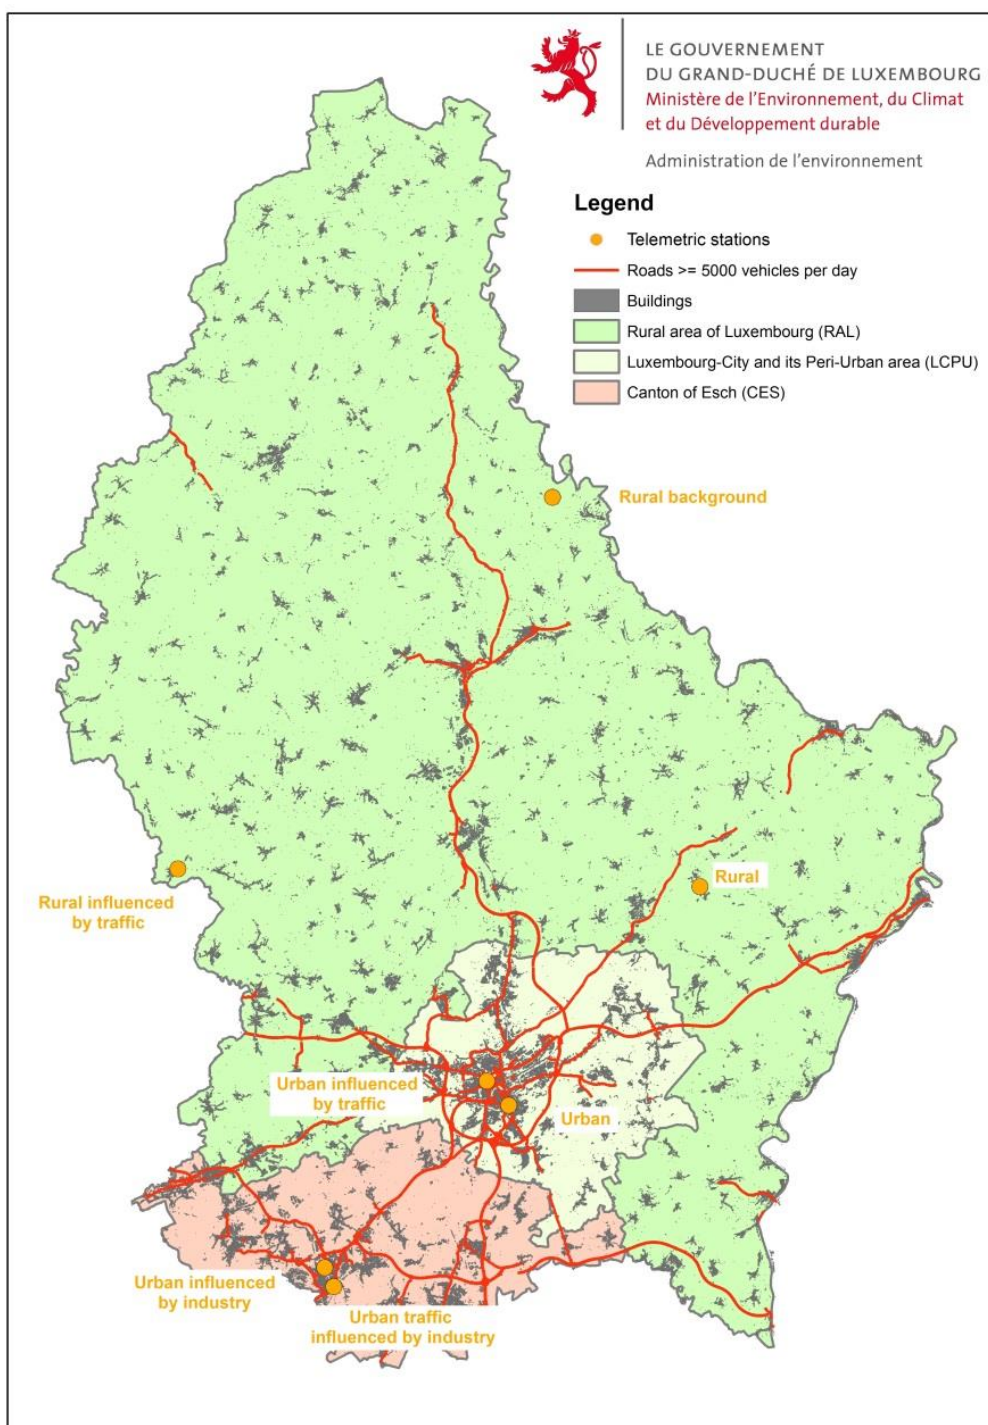 LE GOUVERNEMENT
DU GRAND-DUCHÉ DE LUXEMBOURG
Ministère de l'Environnement, du Climat
et du Développement durable
Administration de l'environnement
Legend
Telemetric stations
Roads >= 5000 vehicles per day
Buildings
Rural area of Luxembourg (RAL)
Luxembourg-City and its Peri-Urban area (LCPU)
Canton of Esch (CES)
Rural background
Rural
Rural influenced
by traffic
Urban influenced
by traffic
Urban
Urban influenced
by industry
Urban traffic
influenced by industry